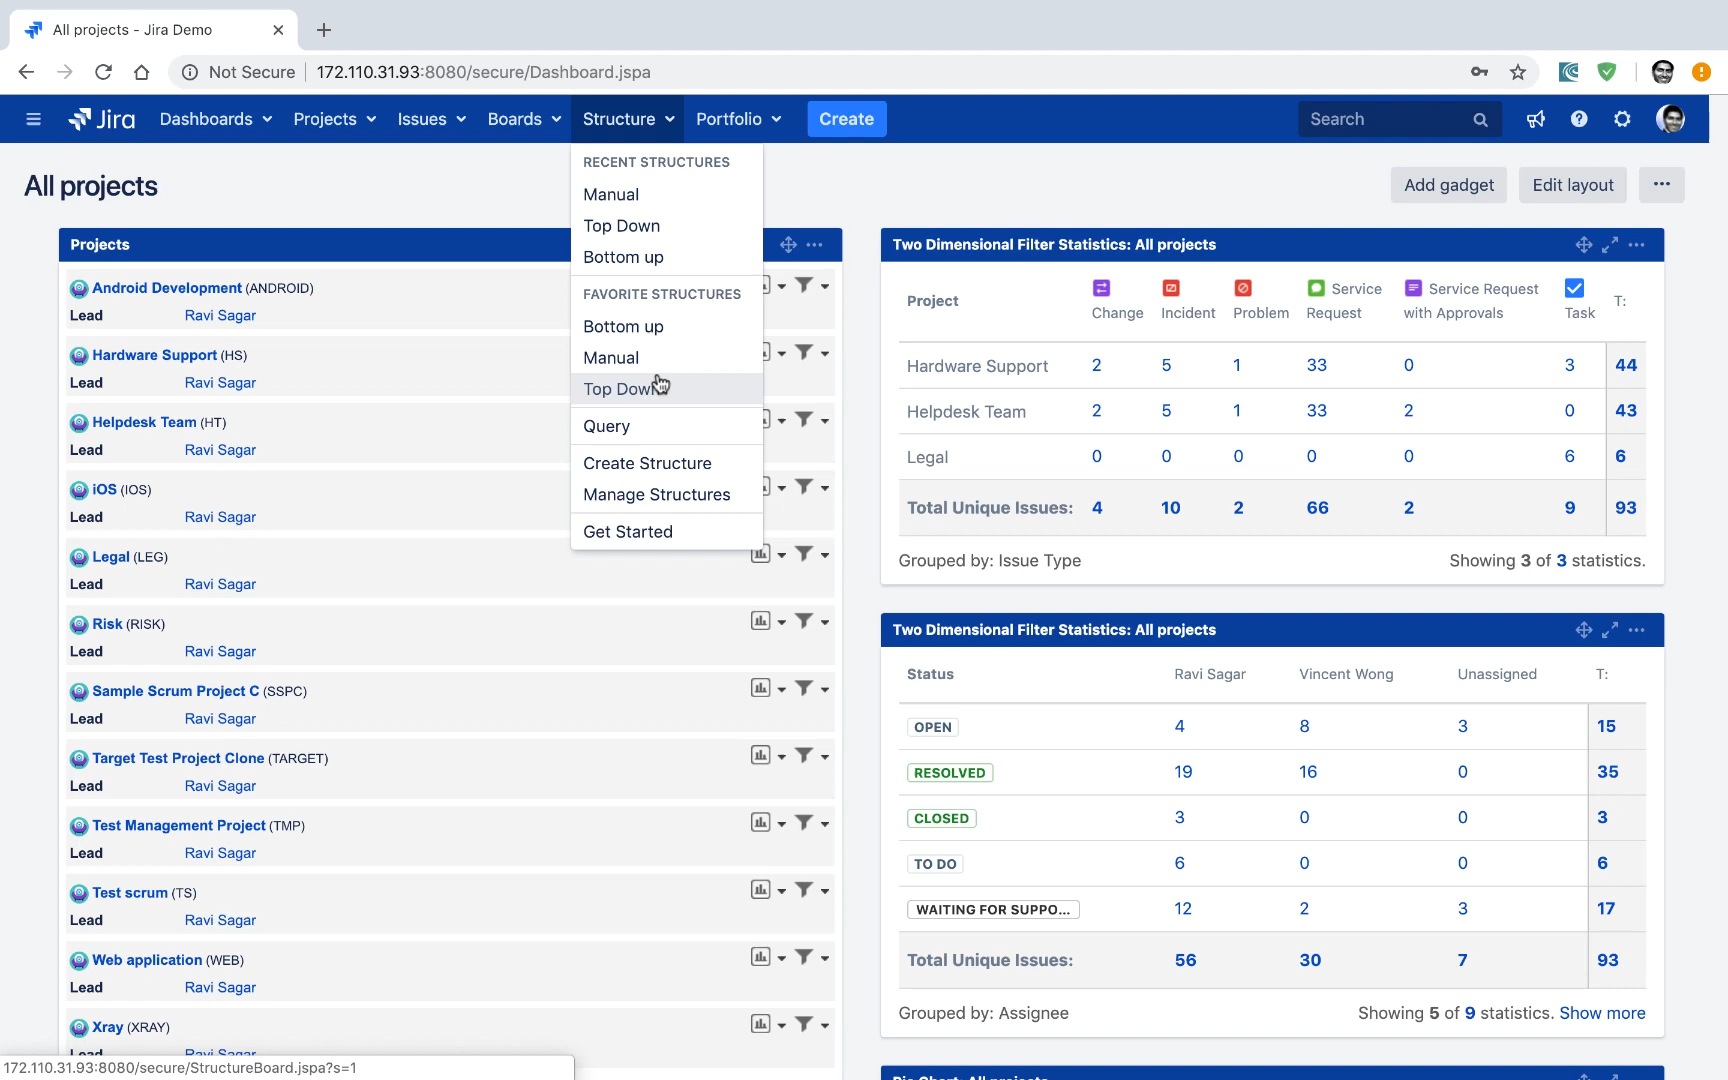 All projects - Jira Demo
Not Secure 172.110.31.93:8080/secure/Dashboard.jspa
Jira Dashboards Projects Issues Boards Structure Portfolio Create Search
All projects
Add gadget Edit layout
RECENT STRUCTURES
Manual
Top Down
Bottom up
FAVORITE STRUCTURES
Bottom up
Manual
Top Down
Query
Create Structure
Manage Structures
Get Started
Projects
Android Development (ANDROID)
Lead Ravi Sagar
Hardware Support (HS)
Lead Ravi Sagar
Helpdesk Team (HT)
Lead Ravi Sagar
iOS (IOS)
Lead Ravi Sagar
Legal (LEG)
Lead Ravi Sagar
Risk (RISK)
Lead Ravi Sagar
Sample Scrum Project C (SSPC)
Lead Ravi Sagar
Target Test Project Clone (TARGET)
Lead Ravi Sagar
Test Management Project (TMP)
Lead Ravi Sagar
Test scrum (TS)
Lead Ravi Sagar
Web application (WEB)
Lead Ravi Sagar
Xray (XRAY)
Lead Ravi Sagar
172.110.31.93:8080/secure/StructureBoard.jspa?s=1
Two Dimensional Filter Statistics: All projects
Project Change Incident Problem Service Request Service Request with Approvals Task T:
Hardware Support 2 5 1 33 0 3 44
Helpdesk Team 2 5 1 33 2 0 43
Legal 0 0 0 0 0 6 6
Total Unique Issues: 4 10 2 66 2 9 93
Grouped by: Issue Type Showing 3 of 3 statistics.
Two Dimensional Filter Statistics: All projects
Status Ravi Sagar Vincent Wong Unassigned T:
OPEN 4 8 3 15
RESOLVED 19 16 0 35
CLOSED 3 0 0 3
TO DO 6 0 0 6
WAITING FOR SUPPO... 12 2 3 17
Total Unique Issues: 56 30 7 93
Grouped by: Assignee Showing 5 of 9 statistics. Show more
Pie Chart: All projects